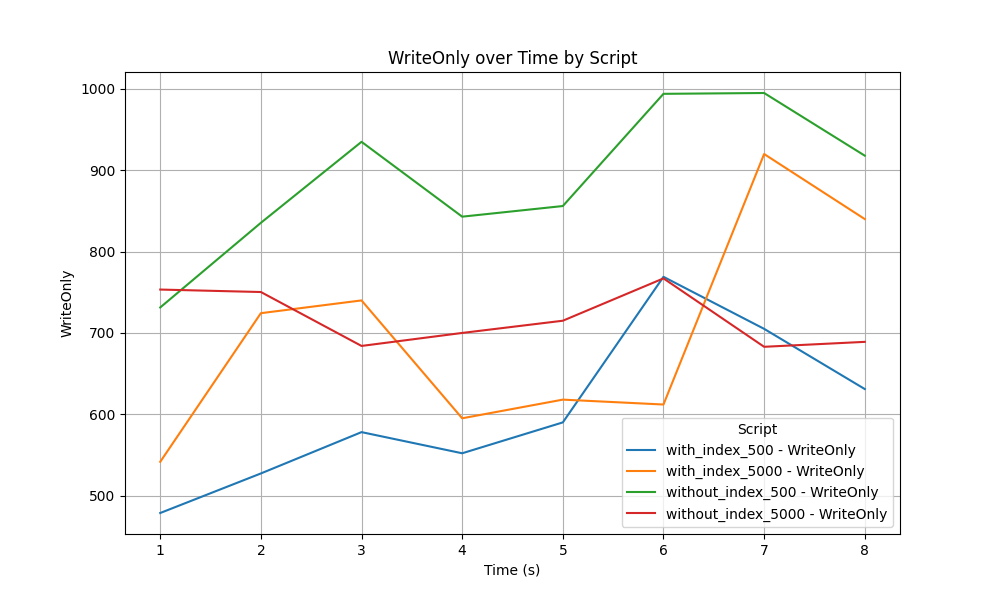 WriteOnly over Time by Script
1000
900
800
700
600
500
WriteOnly
1 2 3 4 5 6 7 8
Time (s)
Script
with_index_500 - WriteOnly
with_index_5000 - WriteOnly
without_index_500 - WriteOnly
without_index_5000 - WriteOnly